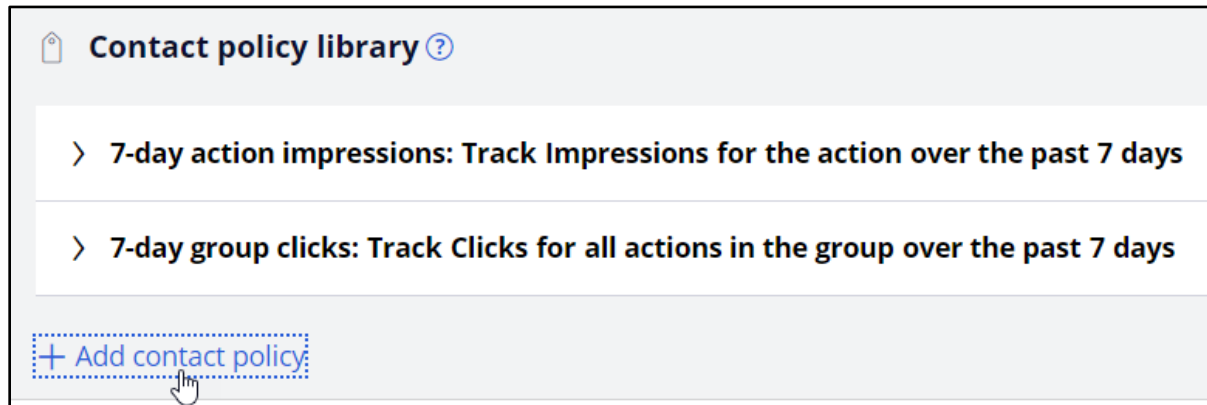 Contact policy library ?
7-day action impressions: Track Impressions for the action over the past 7 days
7-day group clicks: Track Clicks for all actions in the group over the past 7 days
+ Add contact policy